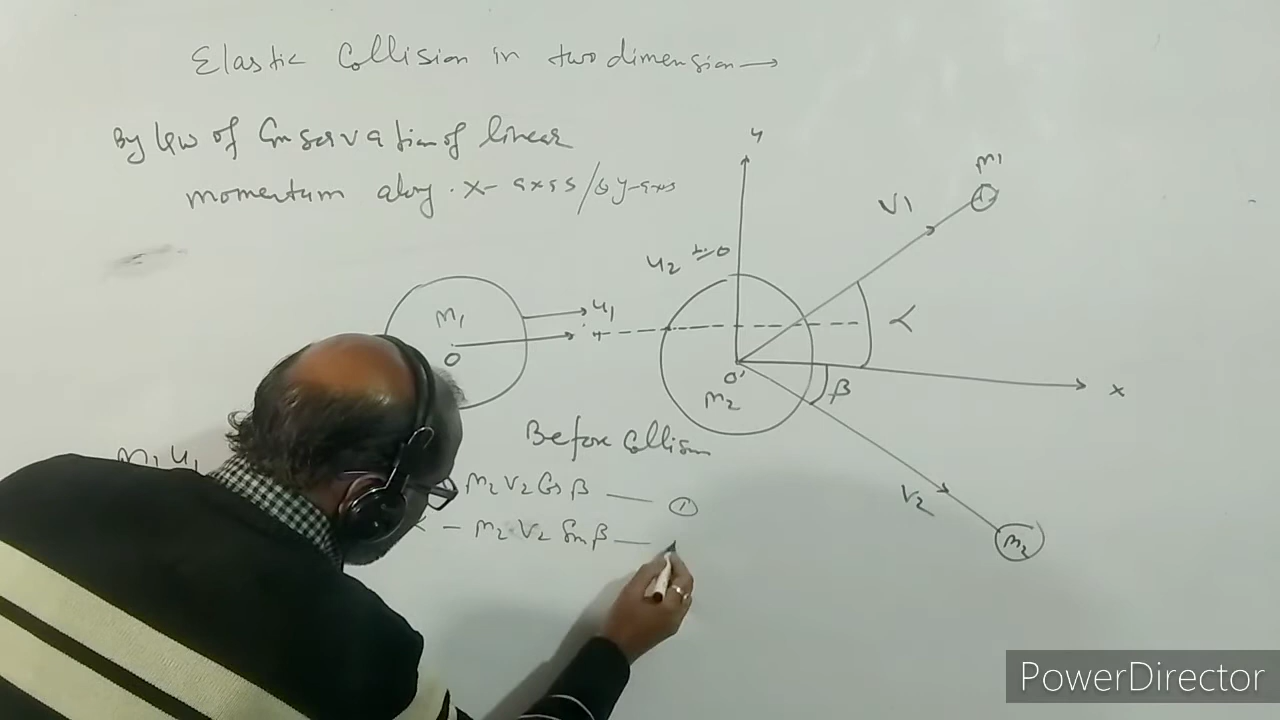 Elastic Collision in two dimension →
By law of Conservation of linear
momentum along x-axis / & y-axis
y
M1
V1
u2 = 0
M1
u1
O
α
O'
M2
β
x
Before Collision
M1 u1
M2 V2 Cos β — ①
α - M2 V2 Sin β —
V2
M2
PowerDirector